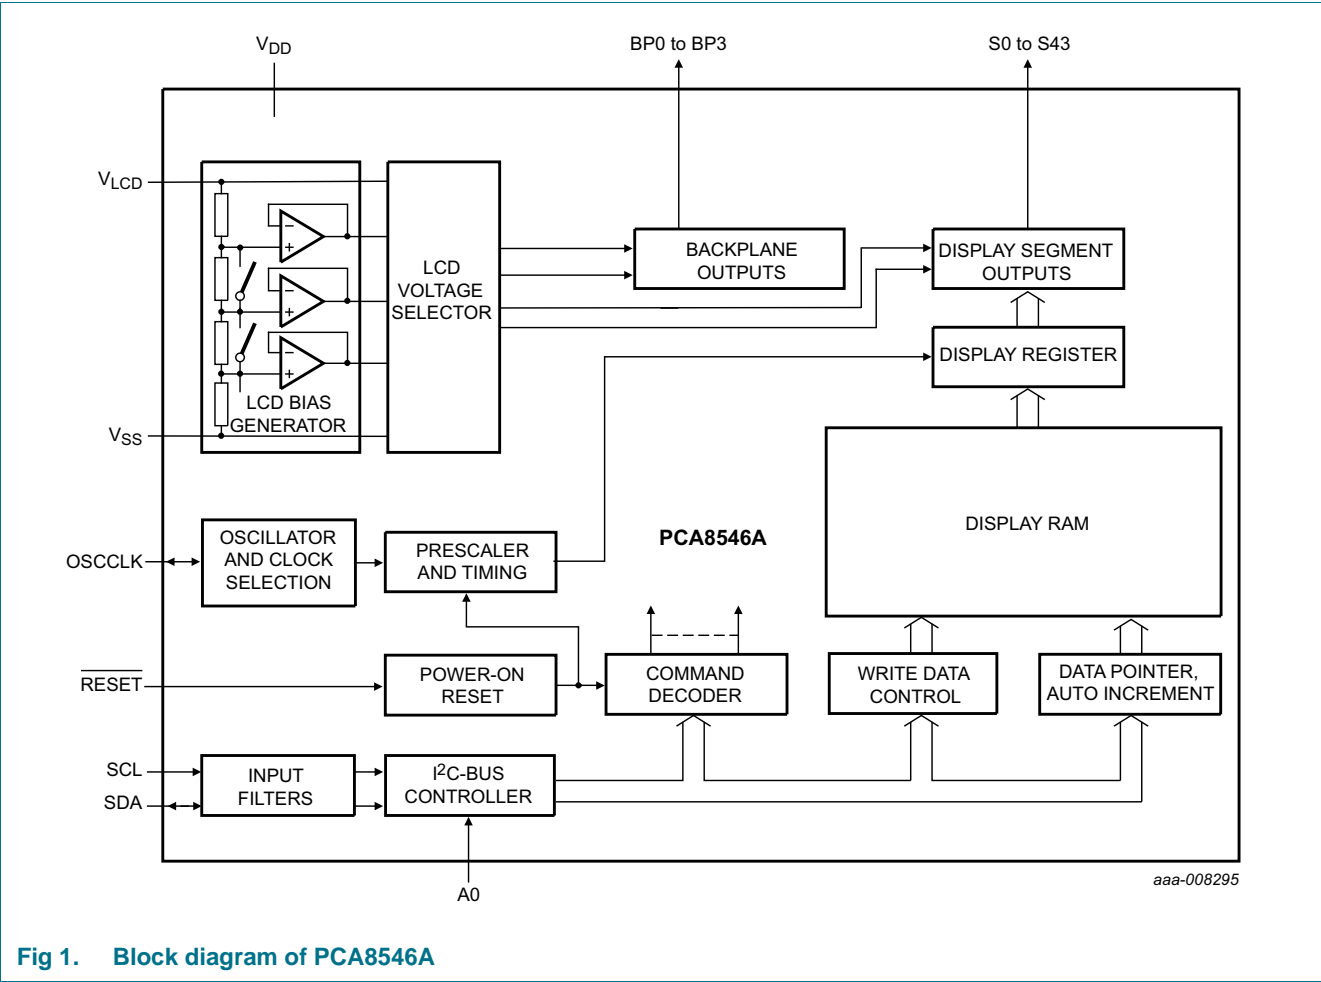 VDD
BP0 to BP3
S0 to S43
VLCD
LCD
VOLTAGE
SELECTOR
BACKPLANE
OUTPUTS
DISPLAY SEGMENT
OUTPUTS
DISPLAY REGISTER
LCD BIAS
GENERATOR
VSS
DISPLAY RAM
PCA8546A
OSCCLK
OSCILLATOR
AND CLOCK
SELECTION
PRESCALER
AND TIMING
RESET
POWER-ON
RESET
COMMAND
DECODER
WRITE DATA
CONTROL
DATA POINTER,
AUTO INCREMENT
SCL
SDA
INPUT
FILTERS
I2C-BUS
CONTROLLER
A0
aaa-008295
Fig 1. Block diagram of PCA8546A